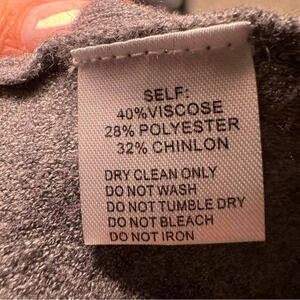 SELF:
40%VISCOSE
28% POLYESTER
32% CHINLON
DRY CLEAN ONLY
DO NOT WASH
DO NOT TUMBLE DRY
DO NOT BLEACH
DO NOT IRON